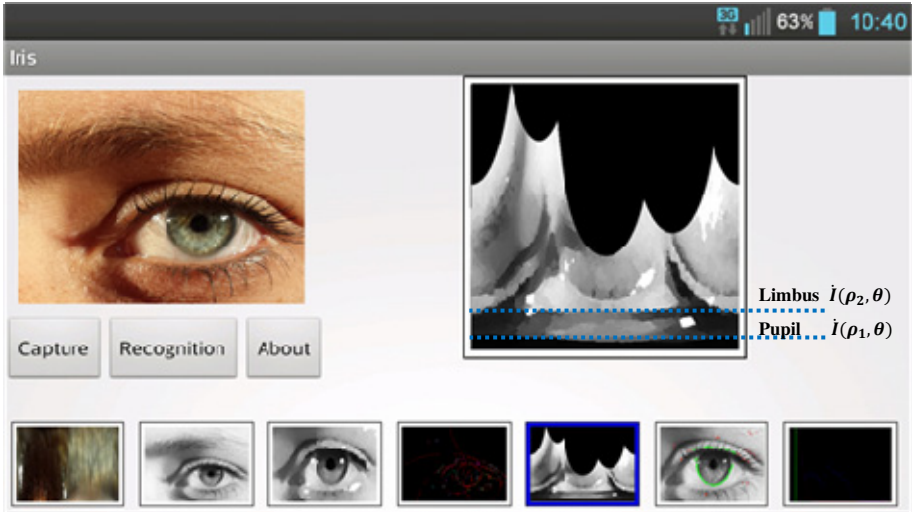 3G 63% 10:40
Iris
Limbus İ(ρ₂,θ)
Pupil İ(ρ₁,θ)
Capture Recognition About